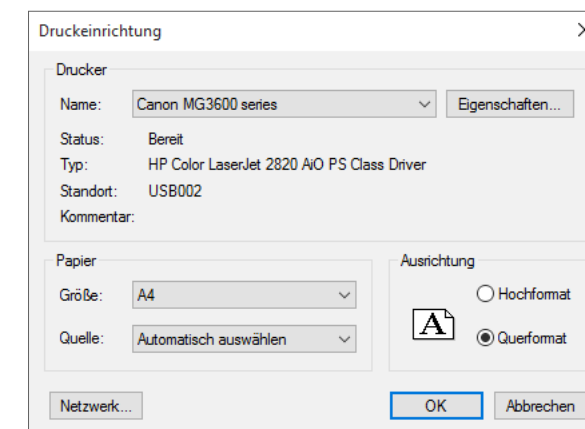 Druckeinrichtung
Drucker
Name: Canon MG3600 series Eigenschaften...
Status: Bereit
Typ: HP Color LaserJet 2820 AiO PS Class Driver
Standort: USB002
Kommentar:
Papier
Größe: A4
Quelle: Automatisch auswählen
Ausrichtung
A
Hochformat
Querformat
Netzwerk... OK Abbrechen